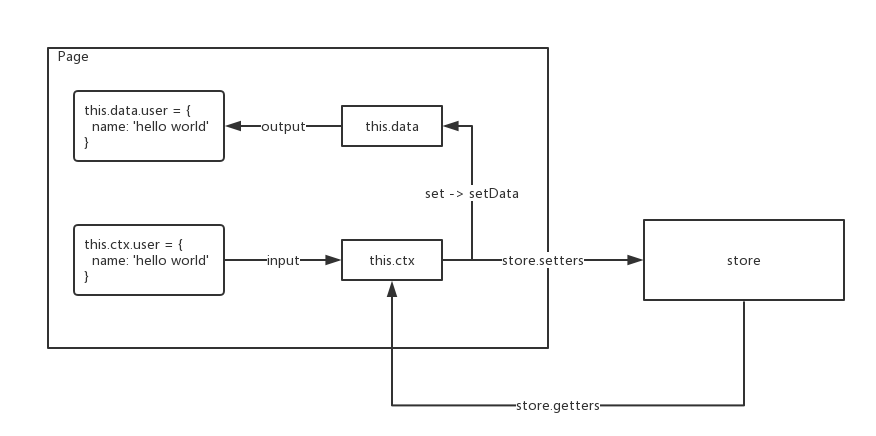 Page
this.data.user = {
name: 'hello world'
}
output
this.data
set -> setData
this.ctx.user = {
name: 'hello world'
}
input
this.ctx
store.setters
store
store.getters